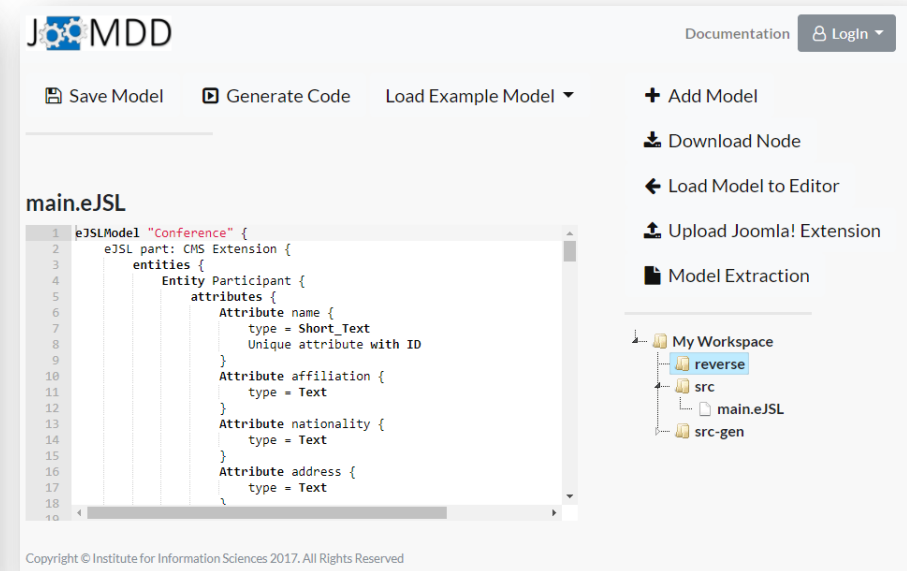 JooMDD
Documentation
LogIn
Save Model
Generate Code
Load Example Model
Add Model
Download Node
Load Model to Editor
Upload Joomla! Extension
Model Extraction
main.eJSL
1 eJSLModel "Conference" {
2 eJSL part: CMS Extension {
3 entities {
4 Entity Participant {
5 attributes {
6 Attribute name {
7 type = Short_Text
8 Unique attribute with ID
9 }
10 Attribute affiliation {
11 type = Text
12 }
13 Attribute nationality {
14 type = Text
15 }
16 Attribute address {
17 type = Text
18 }
19
My Workspace
reverse
src
main.eJSL
src-gen
Copyright © Institute for Information Sciences 2017. All Rights Reserved